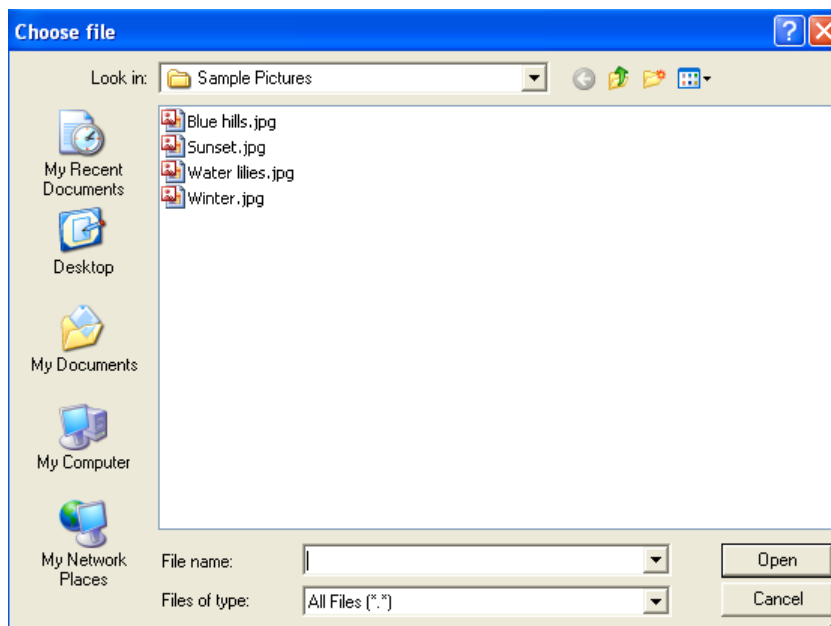 Choose file
Look in: Sample Pictures
Blue hills.jpg
Sunset.jpg
Water lilies.jpg
Winter.jpg
My Recent
Documents
Desktop
My Documents
My Computer
My Network
Places
File name:
Open
Files of type: All Files (*.*)
Cancel